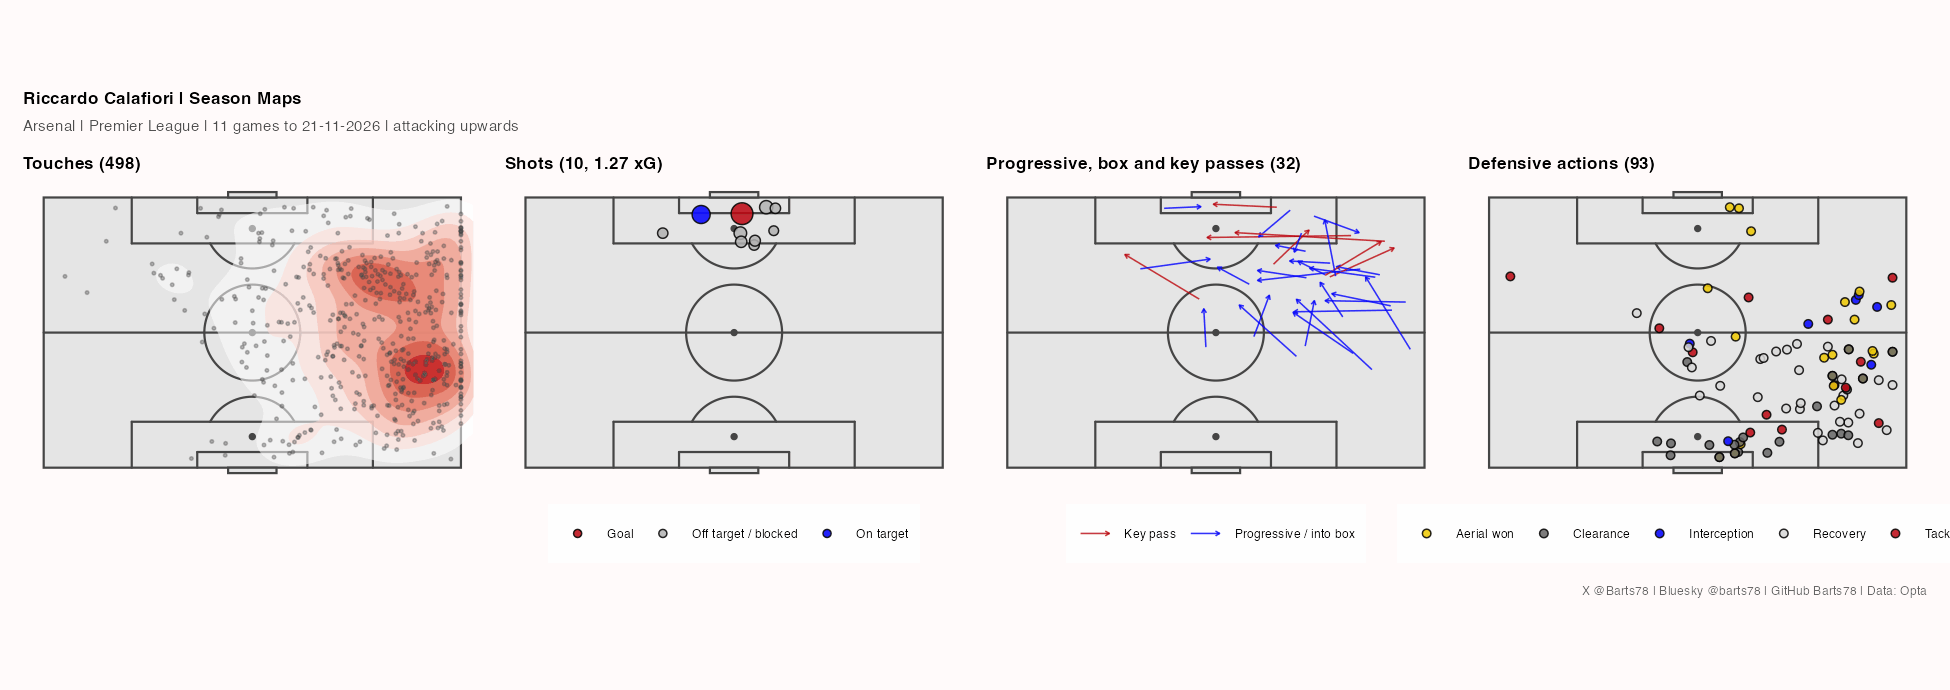 Riccardo Calafiori | Season Maps
Arsenal | Premier League | 11 games to 21-11-2026 | attacking upwards
Touches (498)
Shots (10, 1.27 xG)
Progressive, box and key passes (32)
Defensive actions (93)
Goal
Off target / blocked
On target
Key pass
Progressive / into box
Aerial won
Clearance
Interception
Recovery
Tack
X @Barts78 | Bluesky @barts78 | GitHub Barts78 | Data: Opta